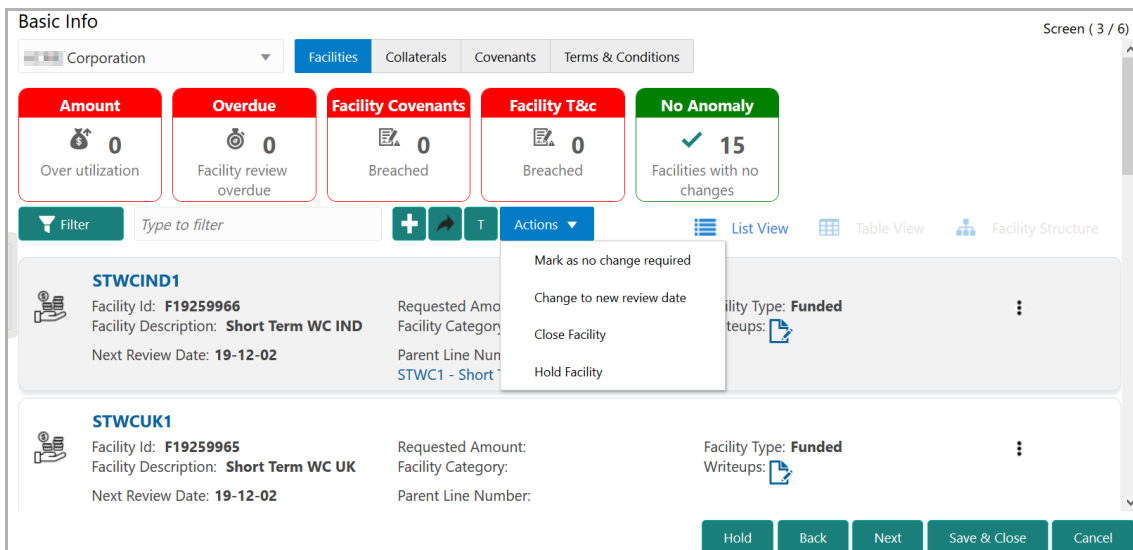 Basic Info
Screen ( 3 / 6)
Corporation
Facilities Collaterals Covenants Terms & Conditions
Amount Overdue Facility Covenants Facility T&c No Anomaly
0 0 0 0 15
Over utilization Facility review Breached Breached Facilities with no
overdue changes
Filter Type to filter T Actions List View Table View Facility Structure
Mark as no change required
Change to new review date
Close Facility
Hold Facility
STWCIND1
Facility Id: F19259966 Requested Amo ility Type: Funded
Facility Description: Short Term WC IND Facility Category teups:
Next Review Date: 19-12-02 Parent Line Num
STWC1 - Short T
STWCUK1
Facility Id: F19259965 Requested Amount: Facility Type: Funded
Facility Description: Short Term WC UK Facility Category: Writeups:
Next Review Date: 19-12-02 Parent Line Number:
Hold Back Next Save & Close Cancel